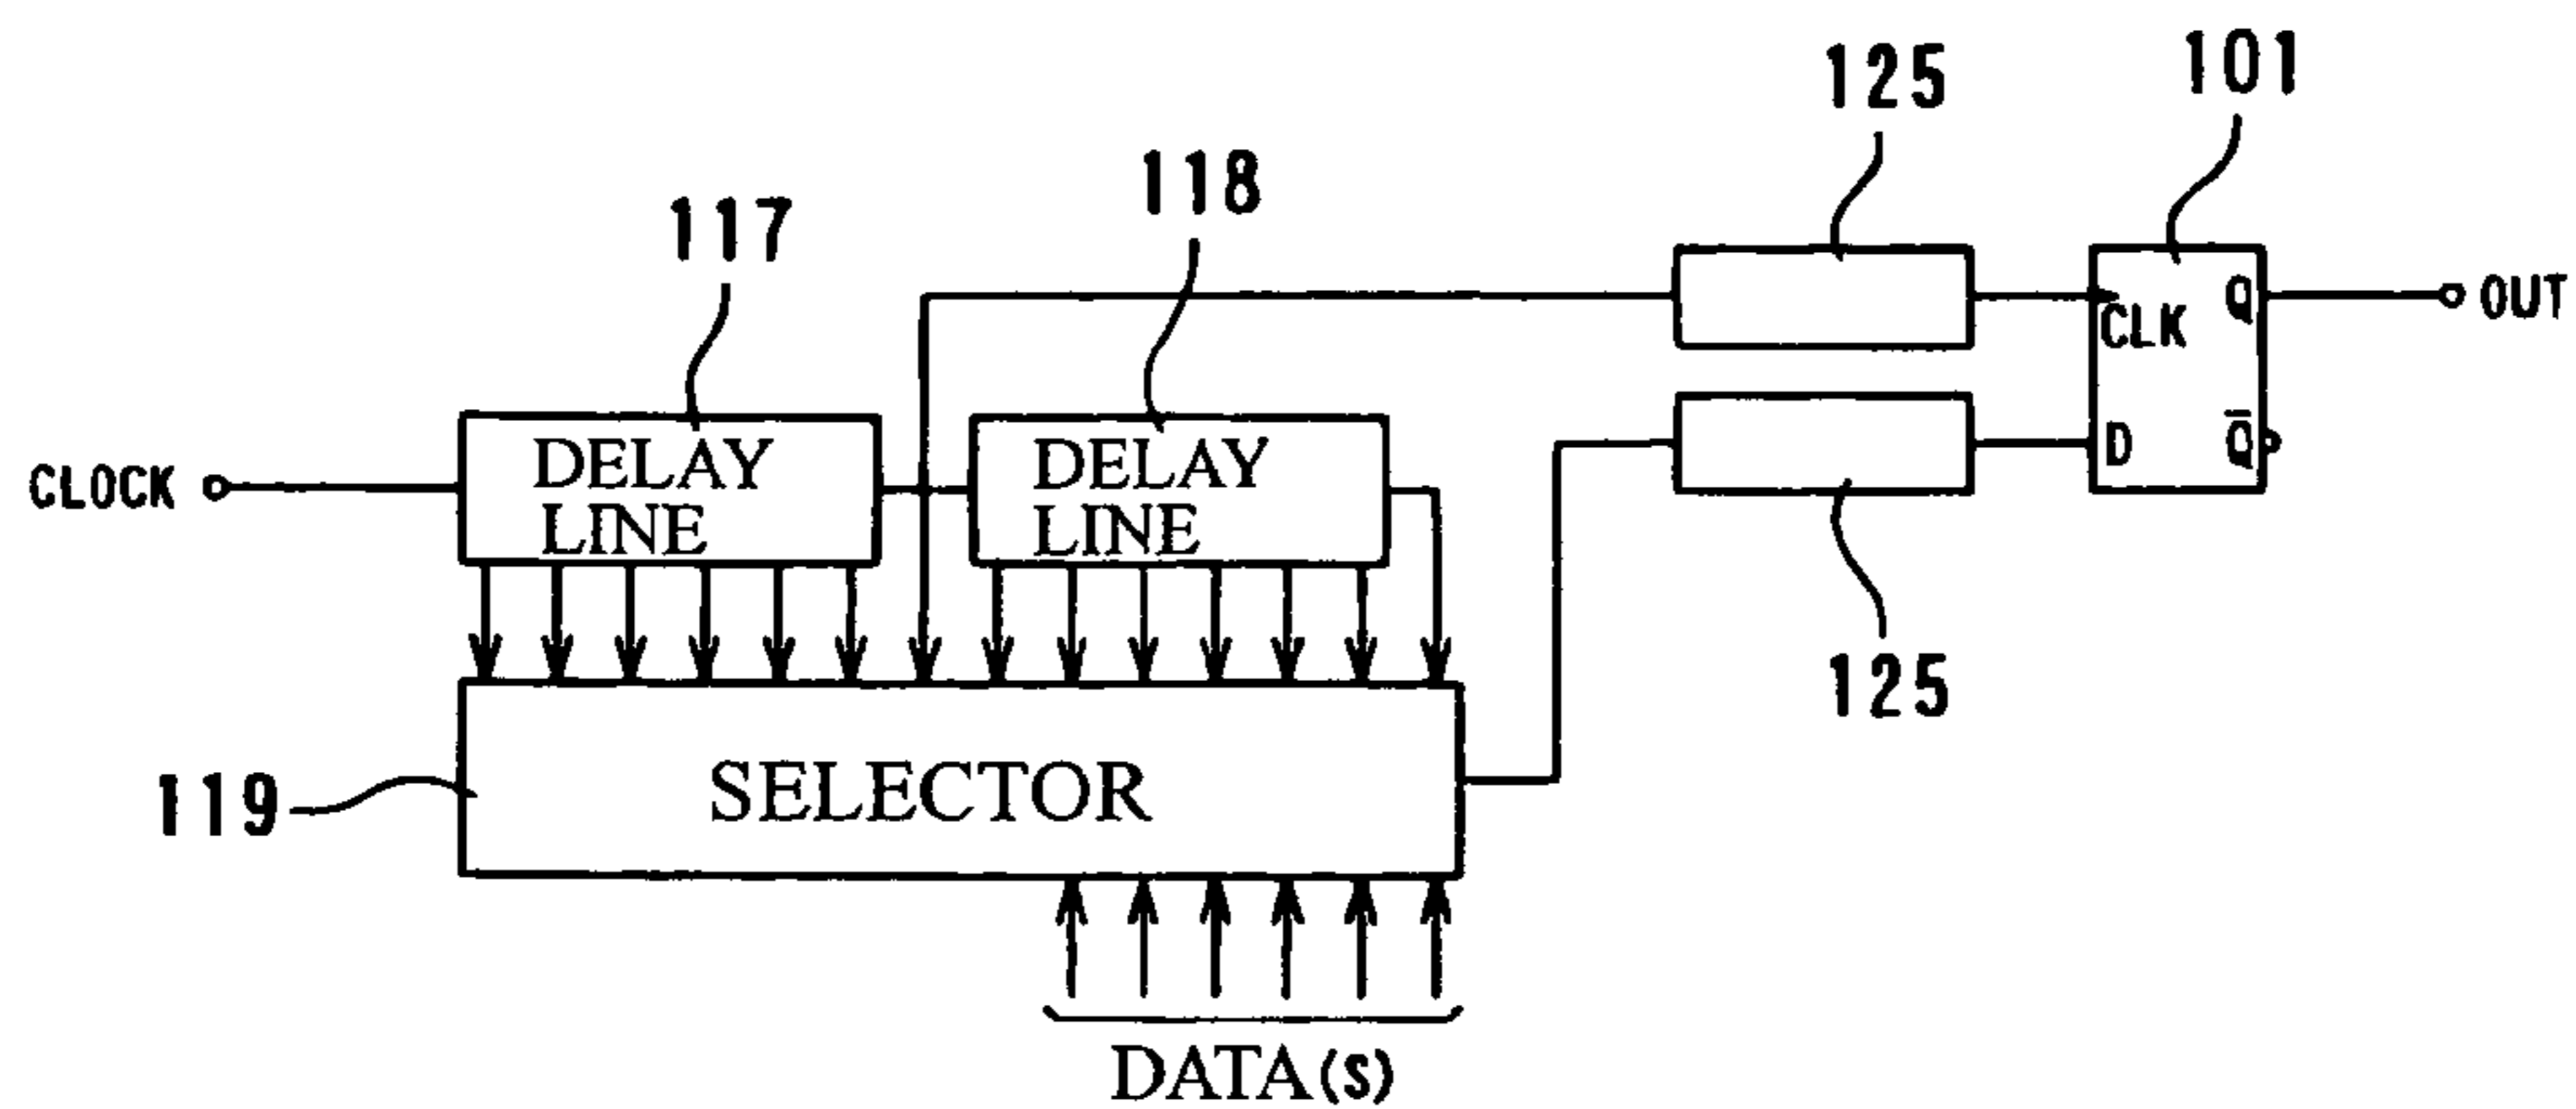 101
125
118
117
CLK Q
OUT
DELAY
LINE
DELAY
LINE
CLOCK
D Q̅
125
119
SELECTOR
DATA(S)